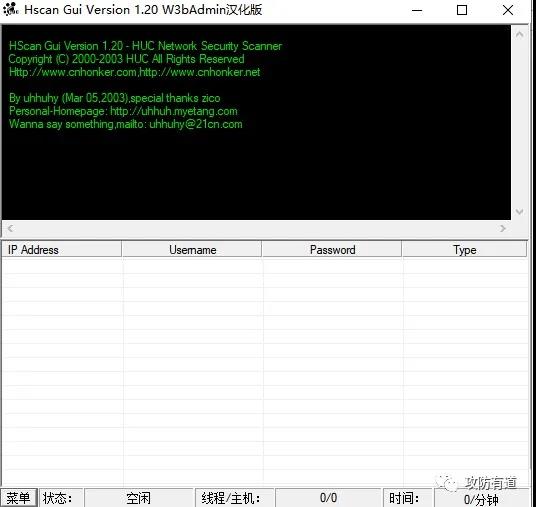 Hscan Gui Version 1.20 W3bAdmin汉化版
HScan Gui Version 1.20 - HUC Network Security Scanner
Copyright (C) 2000-2003 HUC All Rights Reserved
Http://www.cnhonker.com,http://www.cnhonker.net
By uhhuhy (Mar 05,2003),special thanks zico
Personal-Homepage: http://uhhuh.myetang.com
Wanna say something,mailto: uhhuhy@21cn.com
IP Address Username Password Type
攻防有道
菜单 状态: 空闲 线程/主机: 0/0 时间: 0/分钟